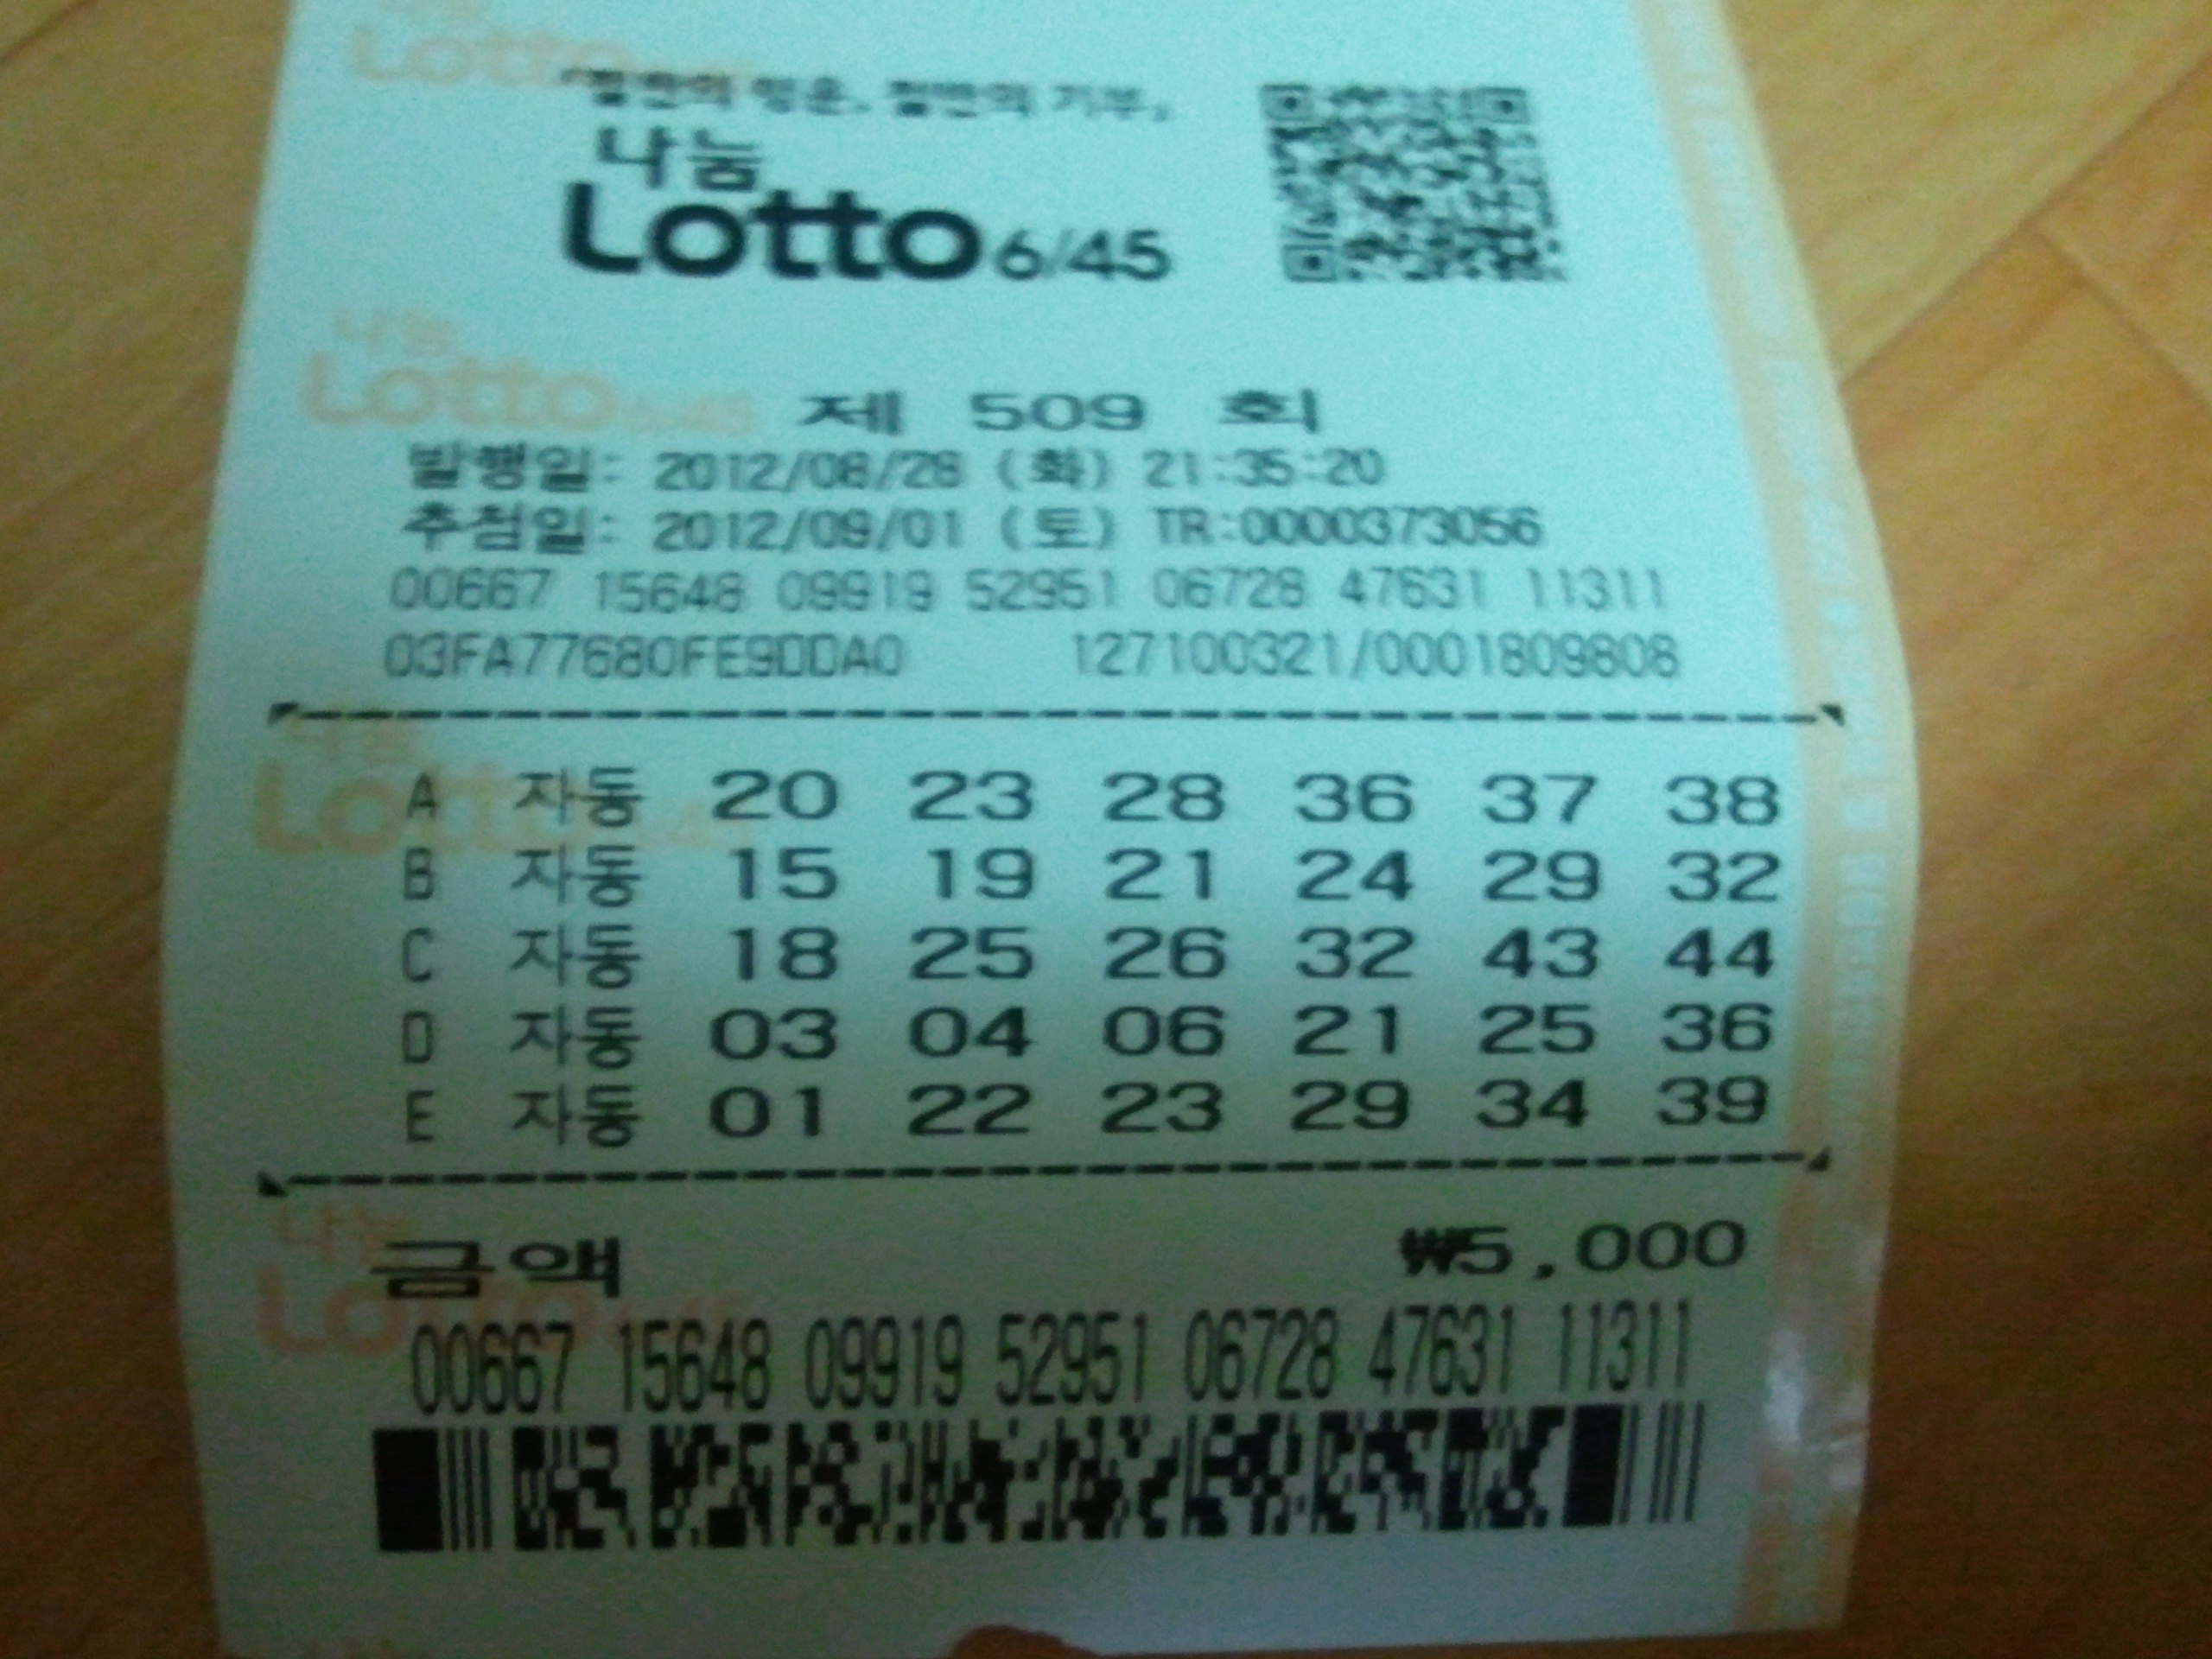 절반의 행운, 절반의 기부,
나눔
Lotto 6/45
제 509 회
발행일: 2012/08/28 (화) 21:35:20
추첨일: 2012/09/01 (토) TR:0000373056
00667 15648 09919 52951 06728 47631 11311
03FA77680FE9DDA0 127100321/0001809808
A 자동 20 23 28 36 37 38
B 자동 15 19 21 24 29 32
C 자동 18 25 26 32 43 44
D 자동 03 04 06 21 25 36
E 자동 01 22 23 29 34 39
금액 ₩5,000
00667 15648 09919 52951 06728 47631 11311